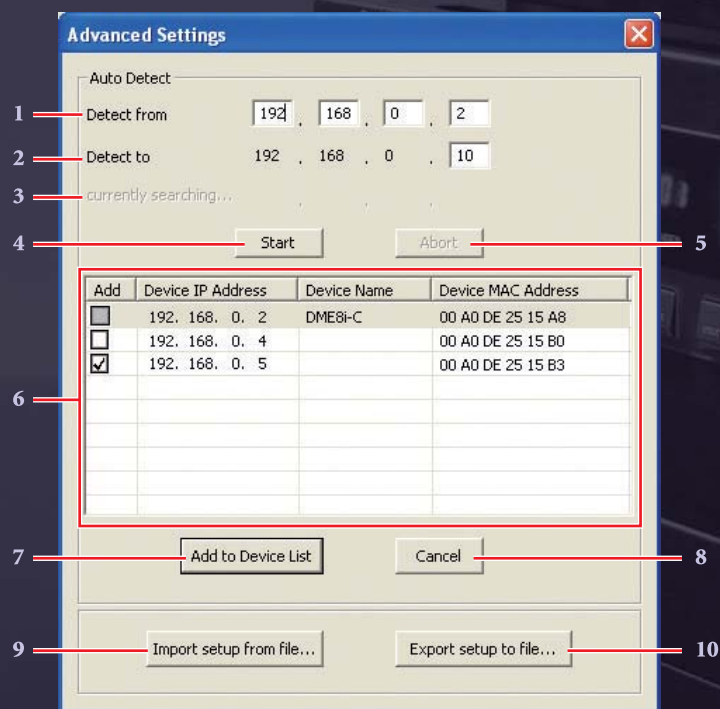 Advanced Settings
Auto Detect
1 Detect from 192 . 168 . 0 . 2
2 Detect to 192 . 168 . 0 . 10
3 currently searching... . . .
4 Start Abort 5
Add Device IP Address Device Name Device MAC Address
192. 168. 0. 2 DME8i-C 00 A0 DE 25 15 A8
192. 168. 0. 4 00 A0 DE 25 15 B0
192. 168. 0. 5 00 A0 DE 25 15 B3
6
7 Add to Device List Cancel 8
9 Import setup from file... Export setup to file... 10